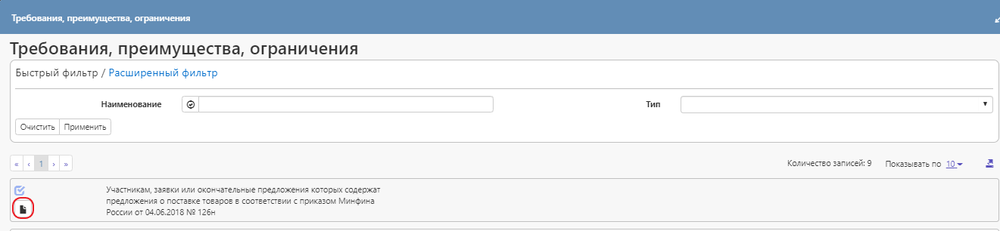 Требования, преимущества, ограничения
Требования, преимущества, ограничения
Быстрый фильтр / Расширенный фильтр
Наименование
Тип
Очистить Применить
« ‹ 1 › »
Количество записей: 9 Показывать по 10
Участникам, заявки или окончательные предложения которых содержат
предложения о поставке товаров в соответствии с приказом Минфина
России от 04.06.2018 № 126н